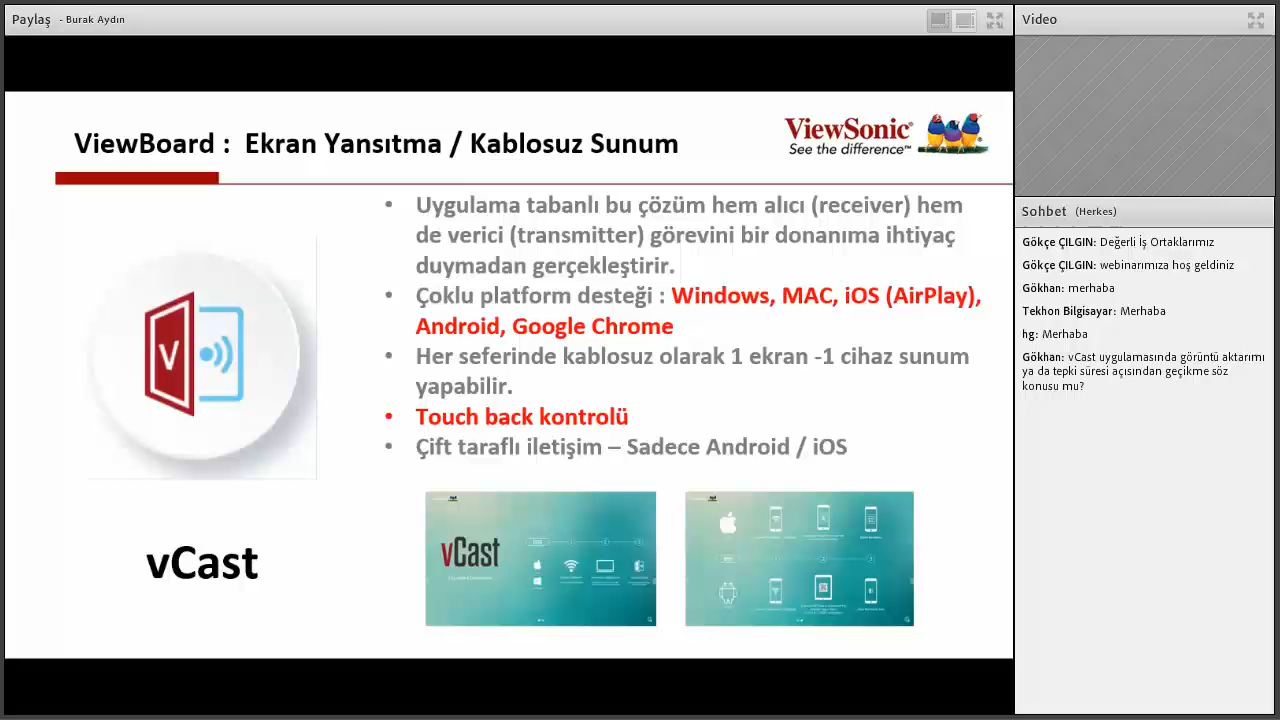 Paylaş - Burak Aydın
ViewBoard : Ekran Yansıtma / Kablosuz Sunum
ViewSonic®
See the difference™
• Uygulama tabanlı bu çözüm hem alıcı (receiver) hem
de verici (transmitter) görevini bir donanıma ihtiyaç
duymadan gerçekleştirir.
• Çoklu platform desteği : Windows, MAC, iOS (AirPlay),
Android, Google Chrome
• Her seferinde kablosuz olarak 1 ekran -1 cihaz sunum
yapabilir.
• Touch back kontrolü
• Çift taraflı iletişim – Sadece Android / iOS
V
vCast
vCast
Video
Sohbet (Herkes)
Gökçe ÇILGIN: Değerli İş Ortaklarımız
Gökçe ÇILGIN: webinarımıza hoş geldiniz
Gökhan: merhaba
Tekhon Bilgisayar: Merhaba
hg: Merhaba
Gökhan: vCast uygulamasında görüntü aktarımı
ya da tepki süresi açısından geçikme söz
konusu mu?